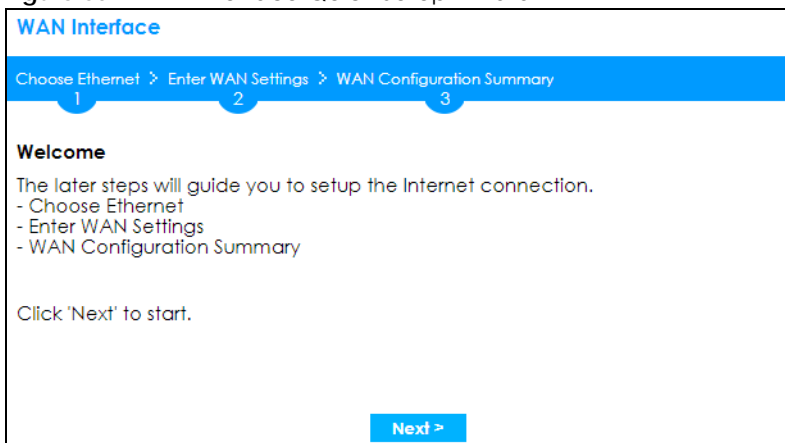 WAN Interface
Choose Ethernet > Enter WAN Settings > WAN Configuration Summary
1 2 3
Welcome
The later steps will guide you to setup the Internet connection.
- Choose Ethernet
- Enter WAN Settings
- WAN Configuration Summary
Click 'Next' to start.
Next >